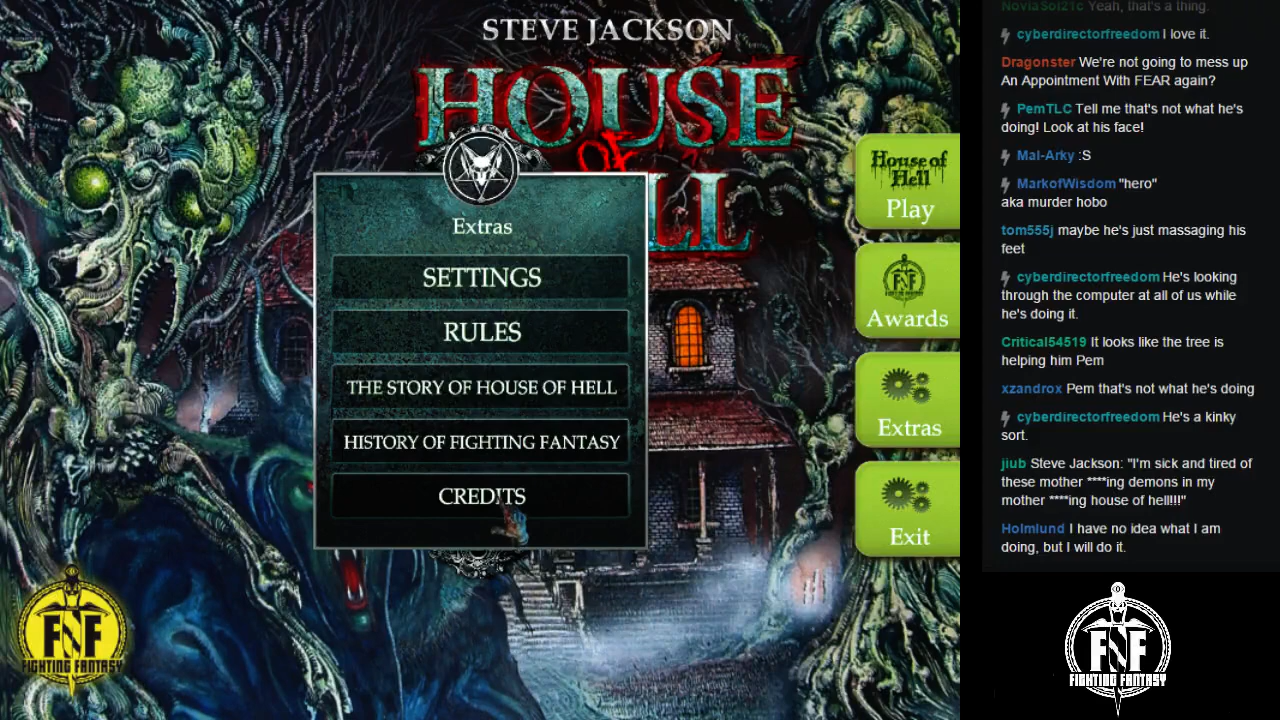 STEVE JACKSON
HOUSE
of
HELL
Extras
SETTINGS
RULES
THE STORY OF HOUSE OF HELL
HISTORY OF FIGHTING FANTASY
CREDITS
House of
Hell
Play
Awards
Extras
Exit
FF
FIGHTING FANTASY
NoviaSol21c Yeah, that's a thing.
cyberdirectorfreedom I love it.
Dragonster We're not going to mess up
An Appointment With FEAR again?
PemTLC Tell me that's not what he's
doing! Look at his face!
Mal-Arky :S
MarkofWisdom "hero"
aka murder hobo
tom555j maybe he's just massaging his
feet
cyberdirectorfreedom He's looking
through the computer at all of us while
he's doing it.
Critical54519 It looks like the tree is
helping him Pem
xzandrox Pem that's not what he's doing
cyberdirectorfreedom He's a kinky
sort.
jiub Steve Jackson: "I'm sick and tired of
these mother ****ing demons in my
mother ****ing house of hell!!!"
Holmlund I have no idea what I am
doing, but I will do it.
FF
FIGHTING FANTASY